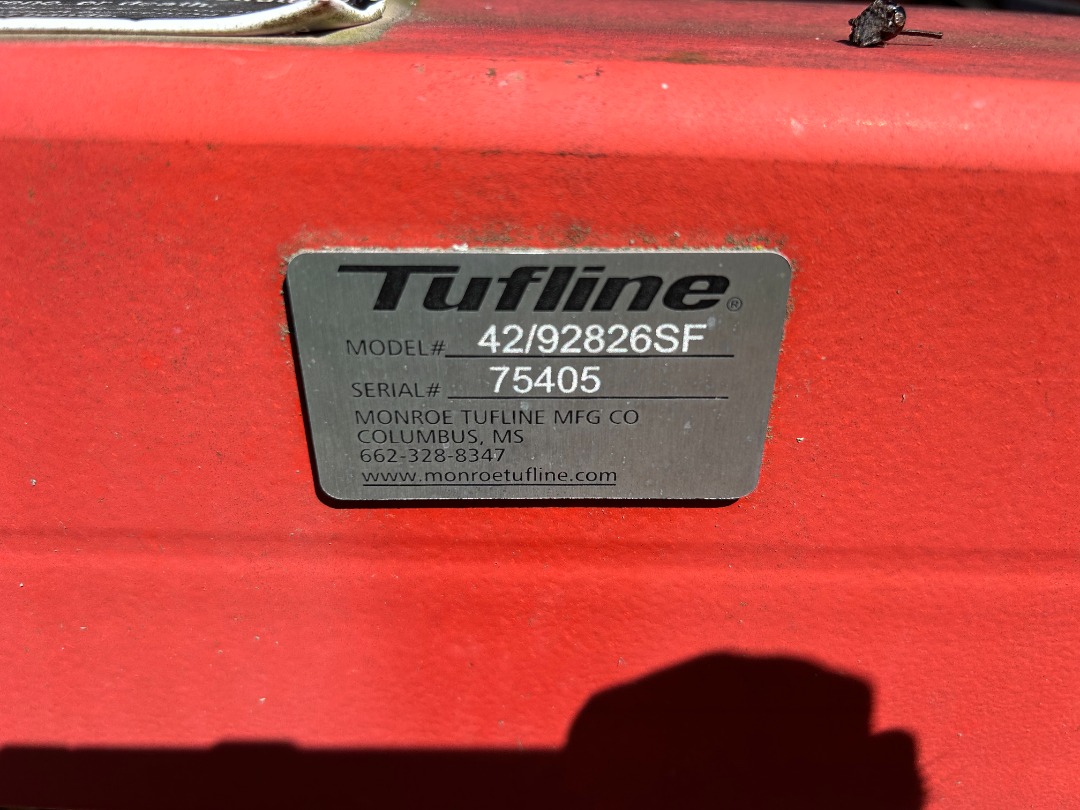 Tufline®
MODEL# 42/92826SF
SERIAL# 75405
MONROE TUFLINE MFG CO
COLUMBUS, MS
662-328-8347
www.monroetufline.com